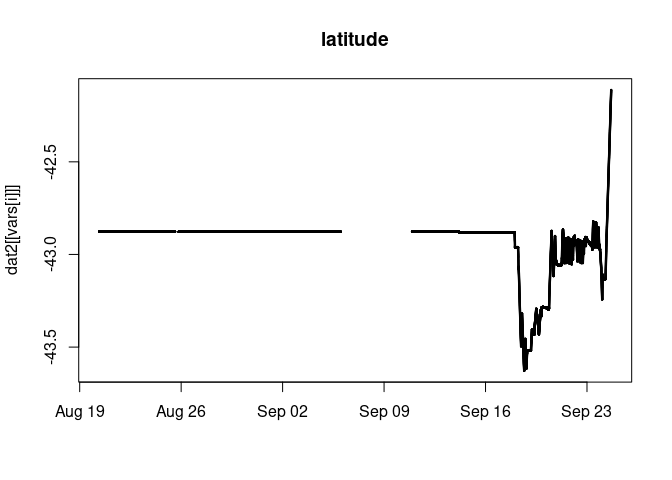 latitude
dat2[[vars[i]]]
-42.5
-43.0
-43.5
Aug 19 Aug 26 Sep 02 Sep 09 Sep 16 Sep 23